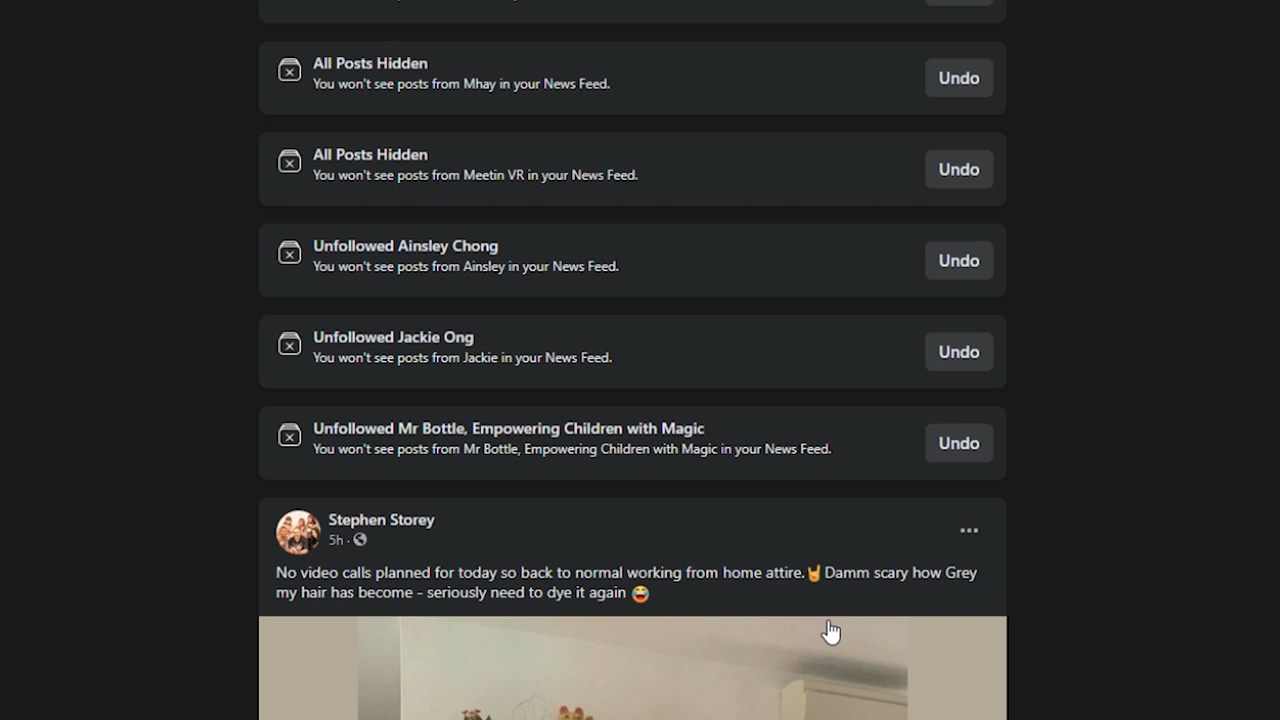 All Posts Hidden
You won't see posts from Mhay in your News Feed.
Undo
All Posts Hidden
You won't see posts from Meetin VR in your News Feed.
Undo
Unfollowed Ainsley Chong
You won't see posts from Ainsley in your News Feed.
Undo
Unfollowed Jackie Ong
You won't see posts from Jackie in your News Feed.
Undo
Unfollowed Mr Bottle, Empowering Children with Magic
You won't see posts from Mr Bottle, Empowering Children with Magic in your News Feed.
Undo
Stephen Storey
5h ·
No video calls planned for today so back to normal working from home attire.🤘Damm scary how Grey
my hair has become - seriously need to dye it again 😂